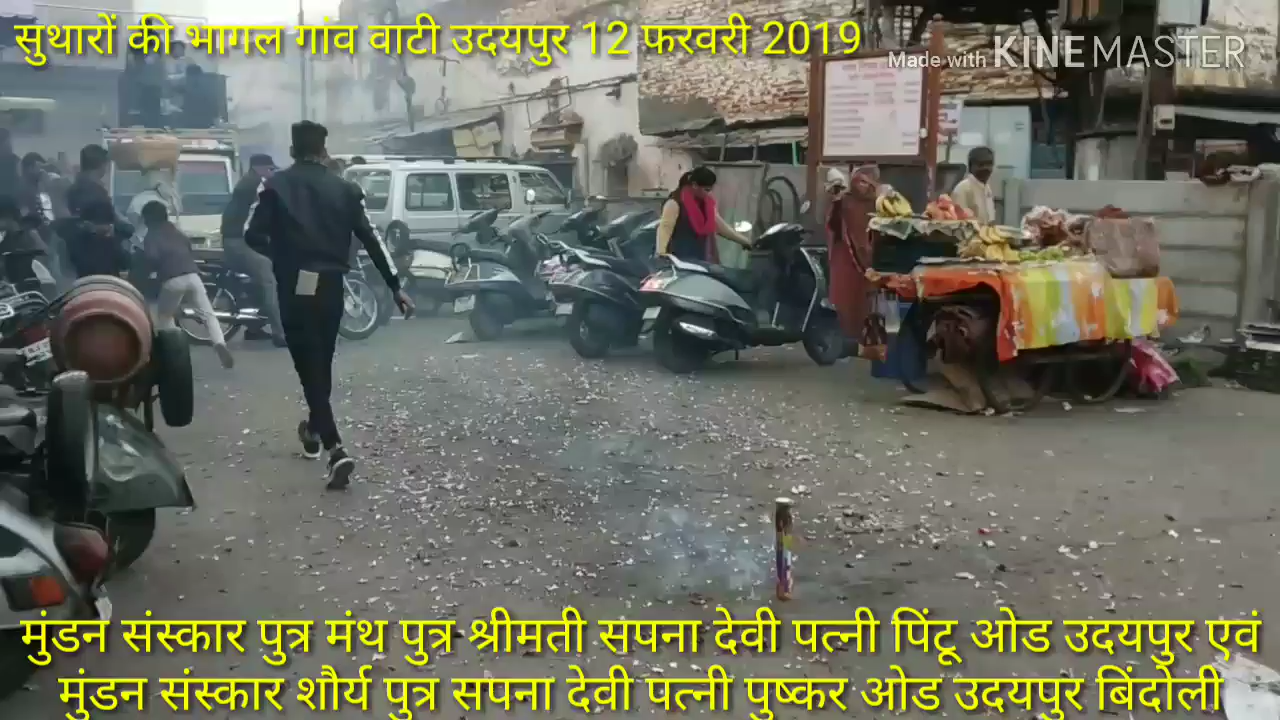 सुथारों की भागल गांव वाटी उदयपुर 12 फरवरी 2019
Made with KINEMASTER
मुंडन संस्कार पुत्र मंथ पुत्र श्रीमती सपना देवी पत्नी पिंटू ओड उदयपुर एवं
मुंडन संस्कार शौर्य पुत्र सपना देवी पत्नी पुष्कर ओड उदयपुर बिंदोली